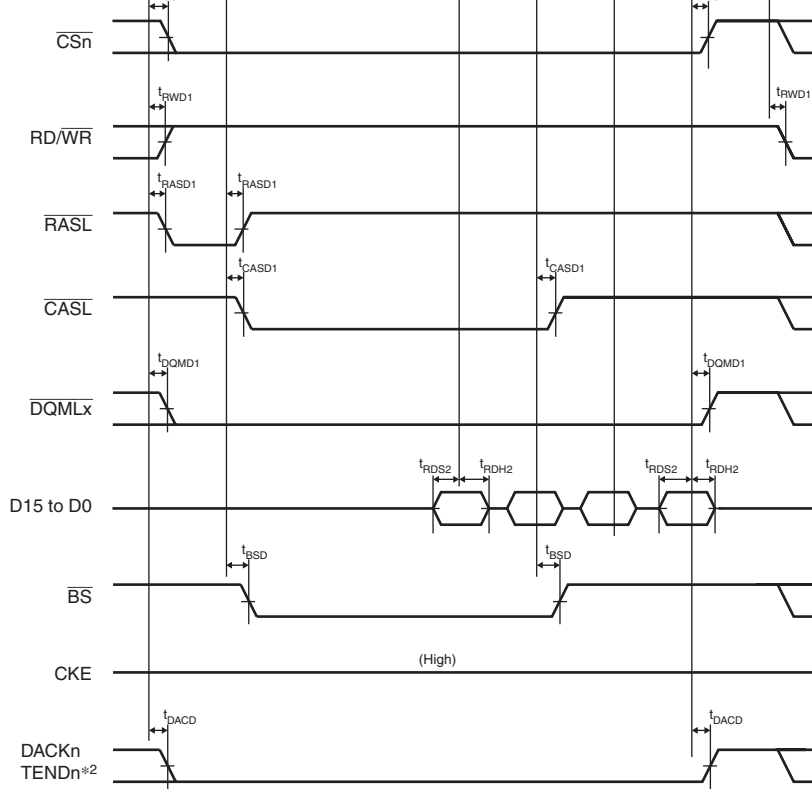 CSn
tRWD1 tRWD1
RD/WR
tRASD1 tRASD1
RASL
tCASD1 tCASD1
CASL
tDQMD1 tDQMD1
DQMLx
tRDS2 tRDH2 tRDS2 tRDH2
D15 to D0
tBSD tBSD
BS
(High)
CKE
tDACD tDACD
DACKn
TENDn*2